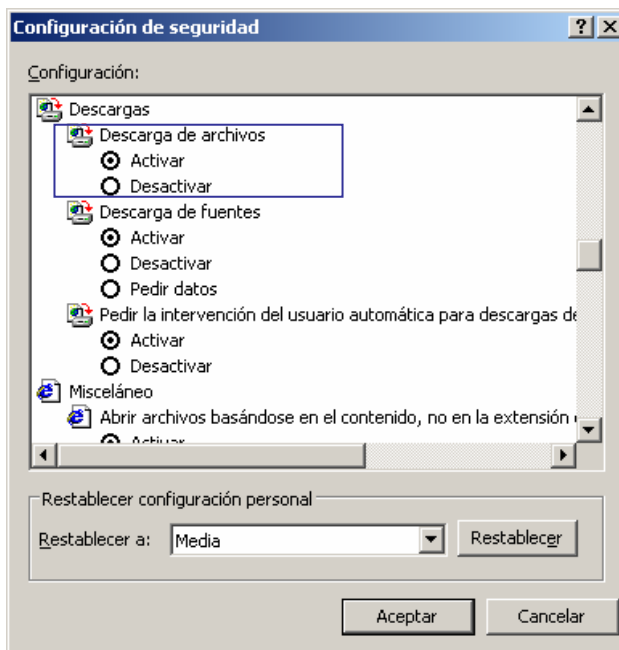 Configuración de seguridad
Configuración:
Descargas
Descarga de archivos
Activar
Desactivar
Descarga de fuentes
Activar
Desactivar
Pedir datos
Pedir la intervención del usuario automática para descargas de
Activar
Desactivar
Misceláneo
Abrir archivos basándose en el contenido, no en la extensión
Activar
Restablecer configuración personal
Restablecer a: Media Restablecer
Aceptar Cancelar